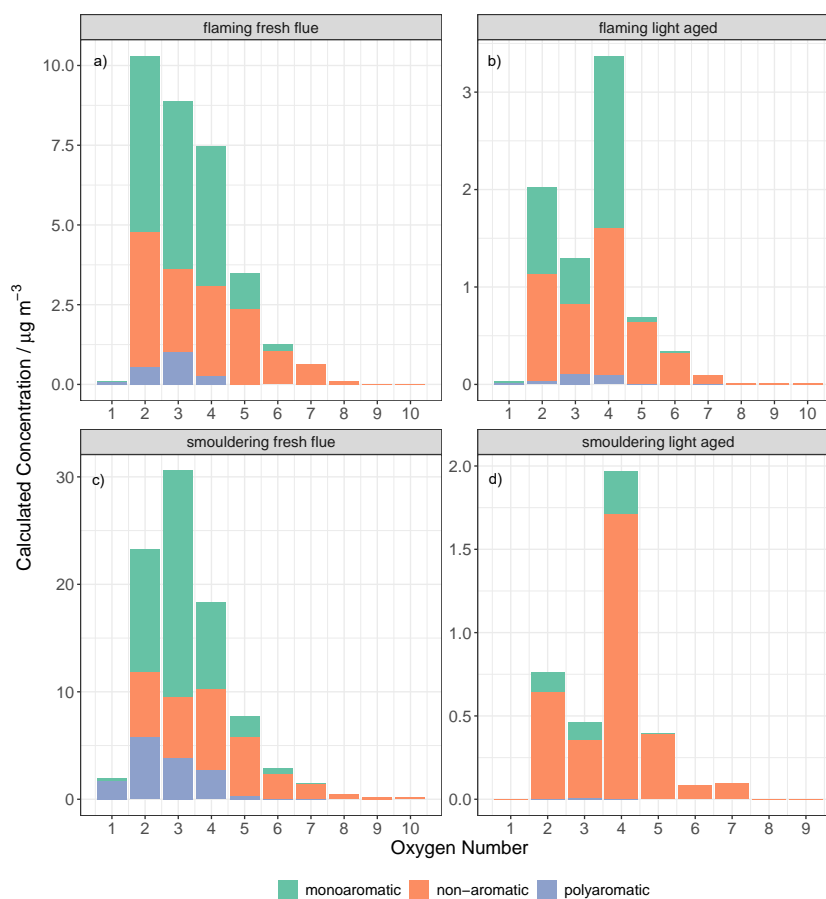 flaming fresh flue
flaming light aged
a)
b)
10.0
7.5
5.0
2.5
0.0
3
2
1
0
1 2 3 4 5 6 7 8 9 10
1 2 3 4 5 6 7 8 9 10
smouldering fresh flue
smouldering light aged
c)
d)
30
20
10
0
2.0
1.5
1.0
0.5
0.0
1 2 3 4 5 6 7 8 9 10
1 2 3 4 5 6 7 8 9
Calculated Concentration / µg m⁻³
Oxygen Number
monoaromatic non−aromatic polyaromatic